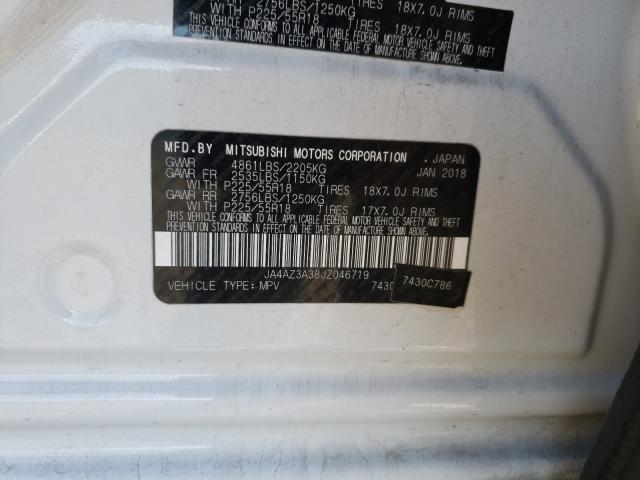 2756LBS/1250KG
WITH P225/55R18 TIRES 18X7.0J RIMS
THIS VEHICLE CONFORMS TO ALL APPLICABLE
FEDERAL MOTOR VEHICLE SAFETY AND THEFT
PREVENTION STANDARDS IN EFFECT ON THE DATE
OF MANUFACTURE SHOWN ABOVE.
MFD.BY MITSUBISHI MOTORS CORPORATION . JAPAN
GVWR 4861LBS/2205KG JAN 2018
GAWR FR 2535LBS/1150KG
WITH P225/55R18 TIRES 18X7.0J RIMS
GAWR RR 2756LBS/1250KG
WITH P225/55R18 TIRES 17X7.0J RIMS
THIS VEHICLE CONFORMS TO ALL APPLICABLE FEDERAL MOTOR VEHICLE SAFETY AND THEFT
PREVENTION STANDARDS IN EFFECT ON THE DATE OF MANUFACTURE SHOWN ABOVE.
JA4AZ3A38JZ046719
VEHICLE TYPE:MPV 7430 7430C786